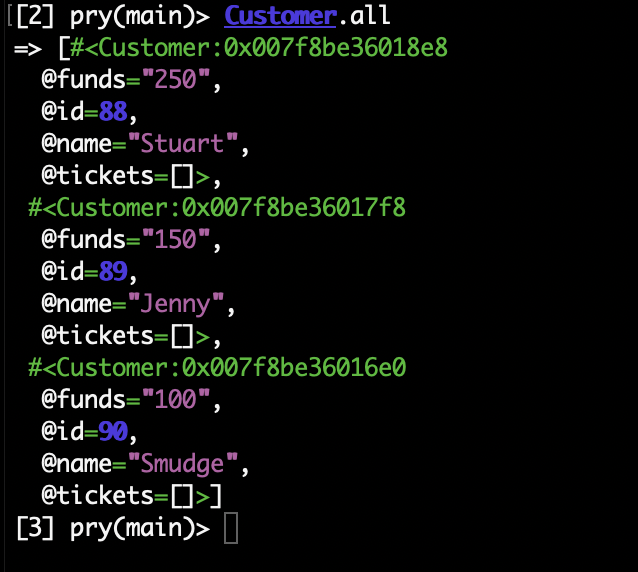 [2] pry(main)> Customer.all
=> [#<Customer:0x007f8be36018e8
@funds="250",
@id=88,
@name="Stuart",
@tickets=[]>,
#<Customer:0x007f8be36017f8
@funds="150",
@id=89,
@name="Jenny",
@tickets=[]>,
#<Customer:0x007f8be36016e0
@funds="100",
@id=90,
@name="Smudge",
@tickets=[]>]
[3] pry(main)>